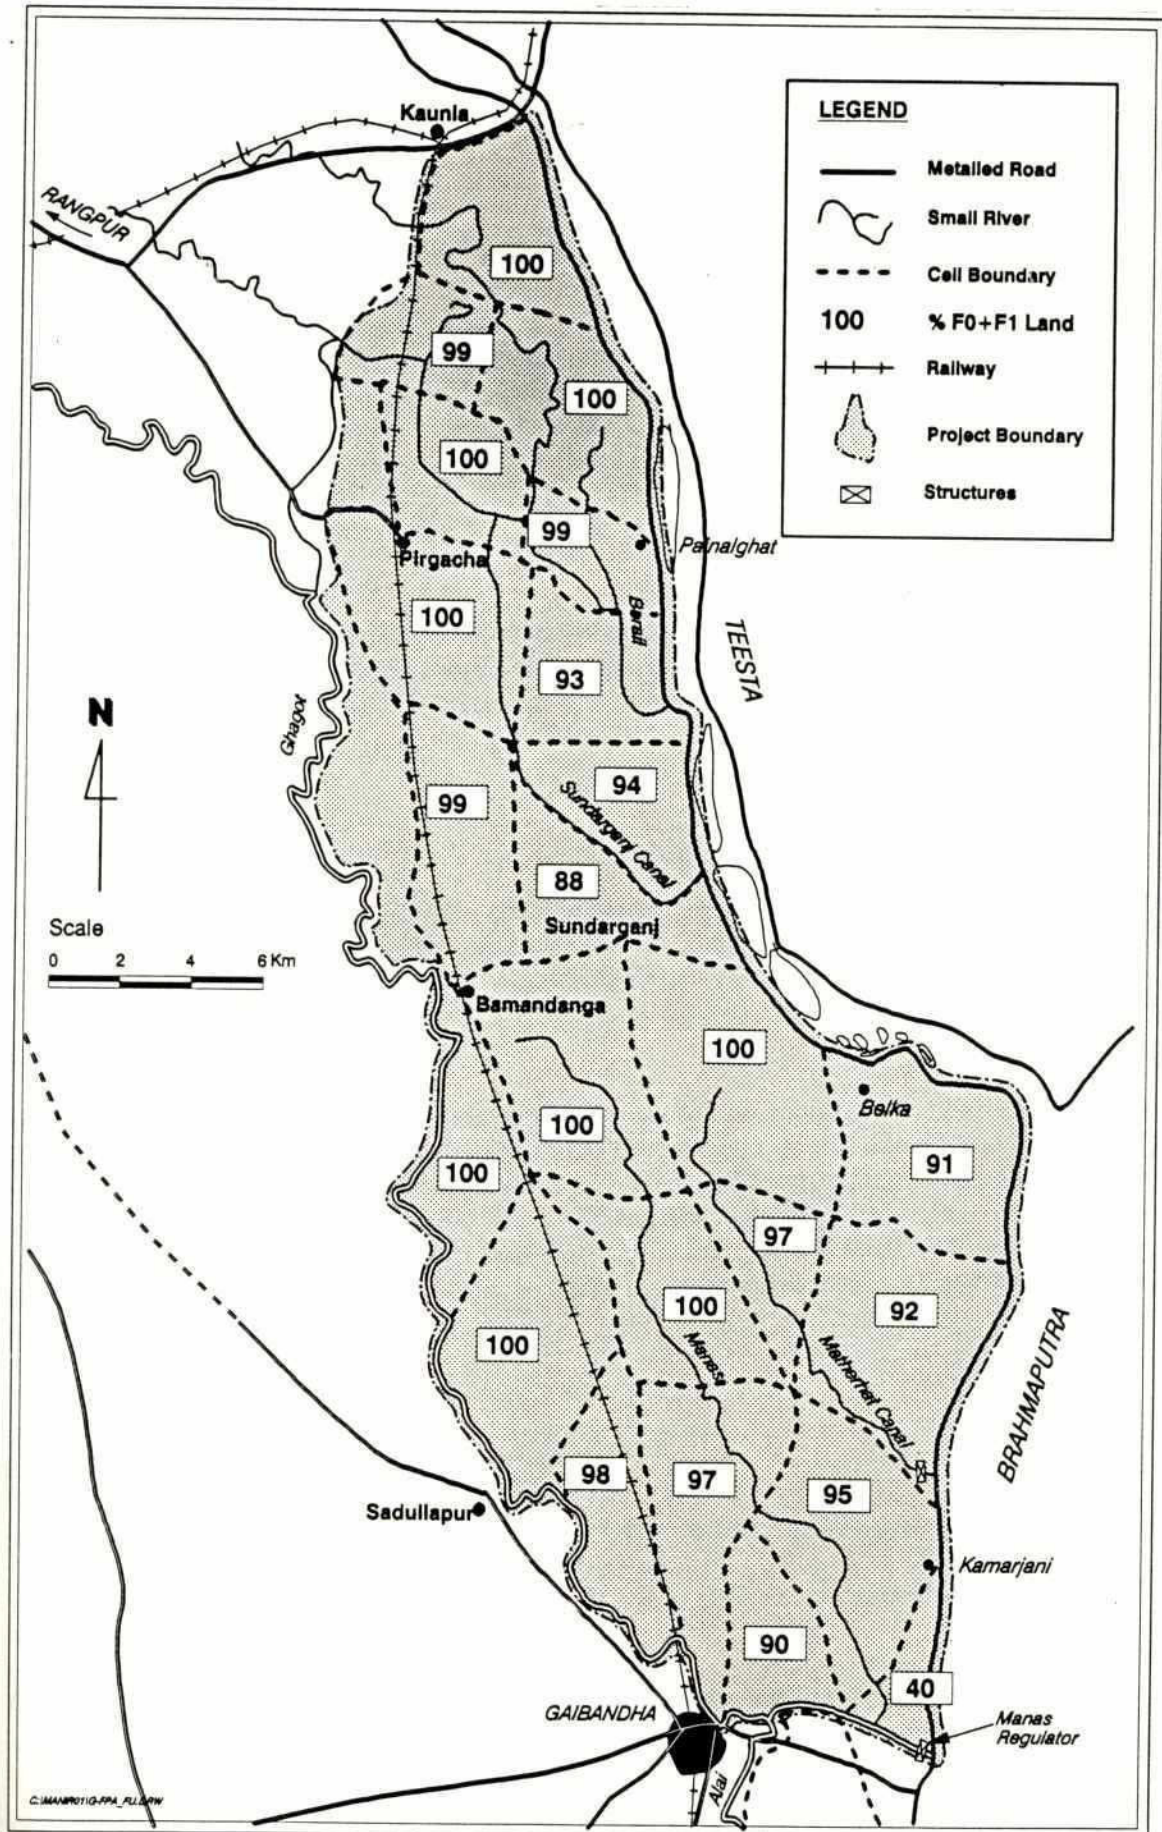 LEGEND
Metalled Road
Small River
Cell Boundary
100 % F0+F1 Land
Railway
Project Boundary
Structures
Kaunia
RANGPUR
100
99
100
100
99
Painalghat
Pirgacha
100
Burail
93
TEESTA
N
Ghagot
94
99
Sundarganj Canal
88
Sundarganj
Scale
0 2 4 6 Km
Bamandanga
100
Belka
100
100
91
97
100
92
100
Manas
Matherhat Canal
BRAHMAPUTRA
98
97
95
Sadullapur
Kamarjani
90
40
GAIBANDHA
Manas
Regulator
Alai